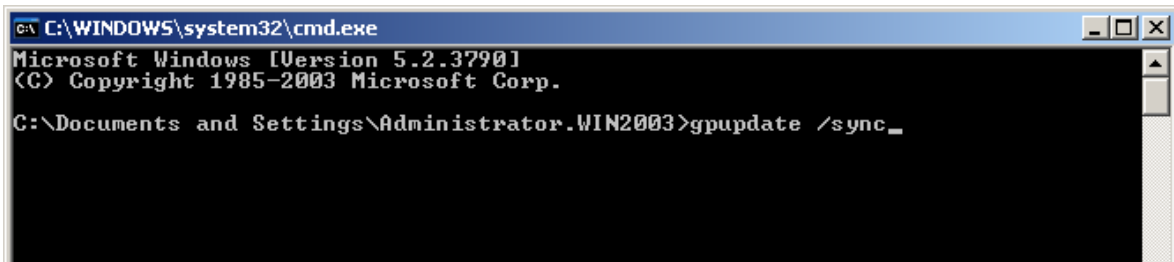 C:\WINDOWS\system32\cmd.exe
Microsoft Windows [Version 5.2.3790]
(C) Copyright 1985-2003 Microsoft Corp.
C:\Documents and Settings\Administrator.WIN2003>gpupdate /sync_